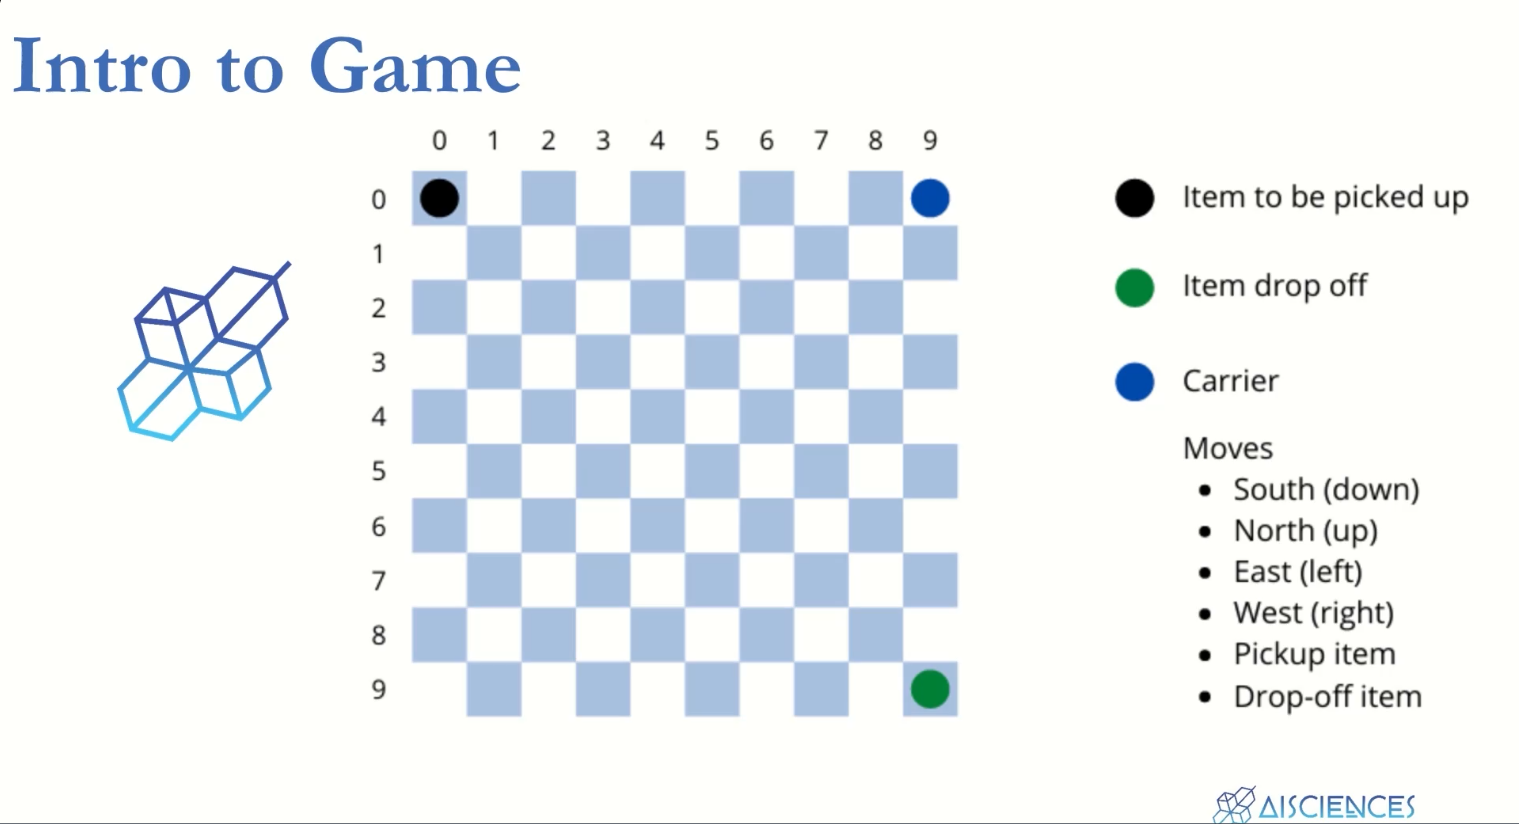 Intro to Game
0 1 2 3 4 5 6 7 8 9
0
1
2
3
4
5
6
7
8
9
Item to be picked up
Item drop off
Carrier
Moves
• South (down)
• North (up)
• East (left)
• West (right)
• Pickup item
• Drop-off item
AISCIENCES